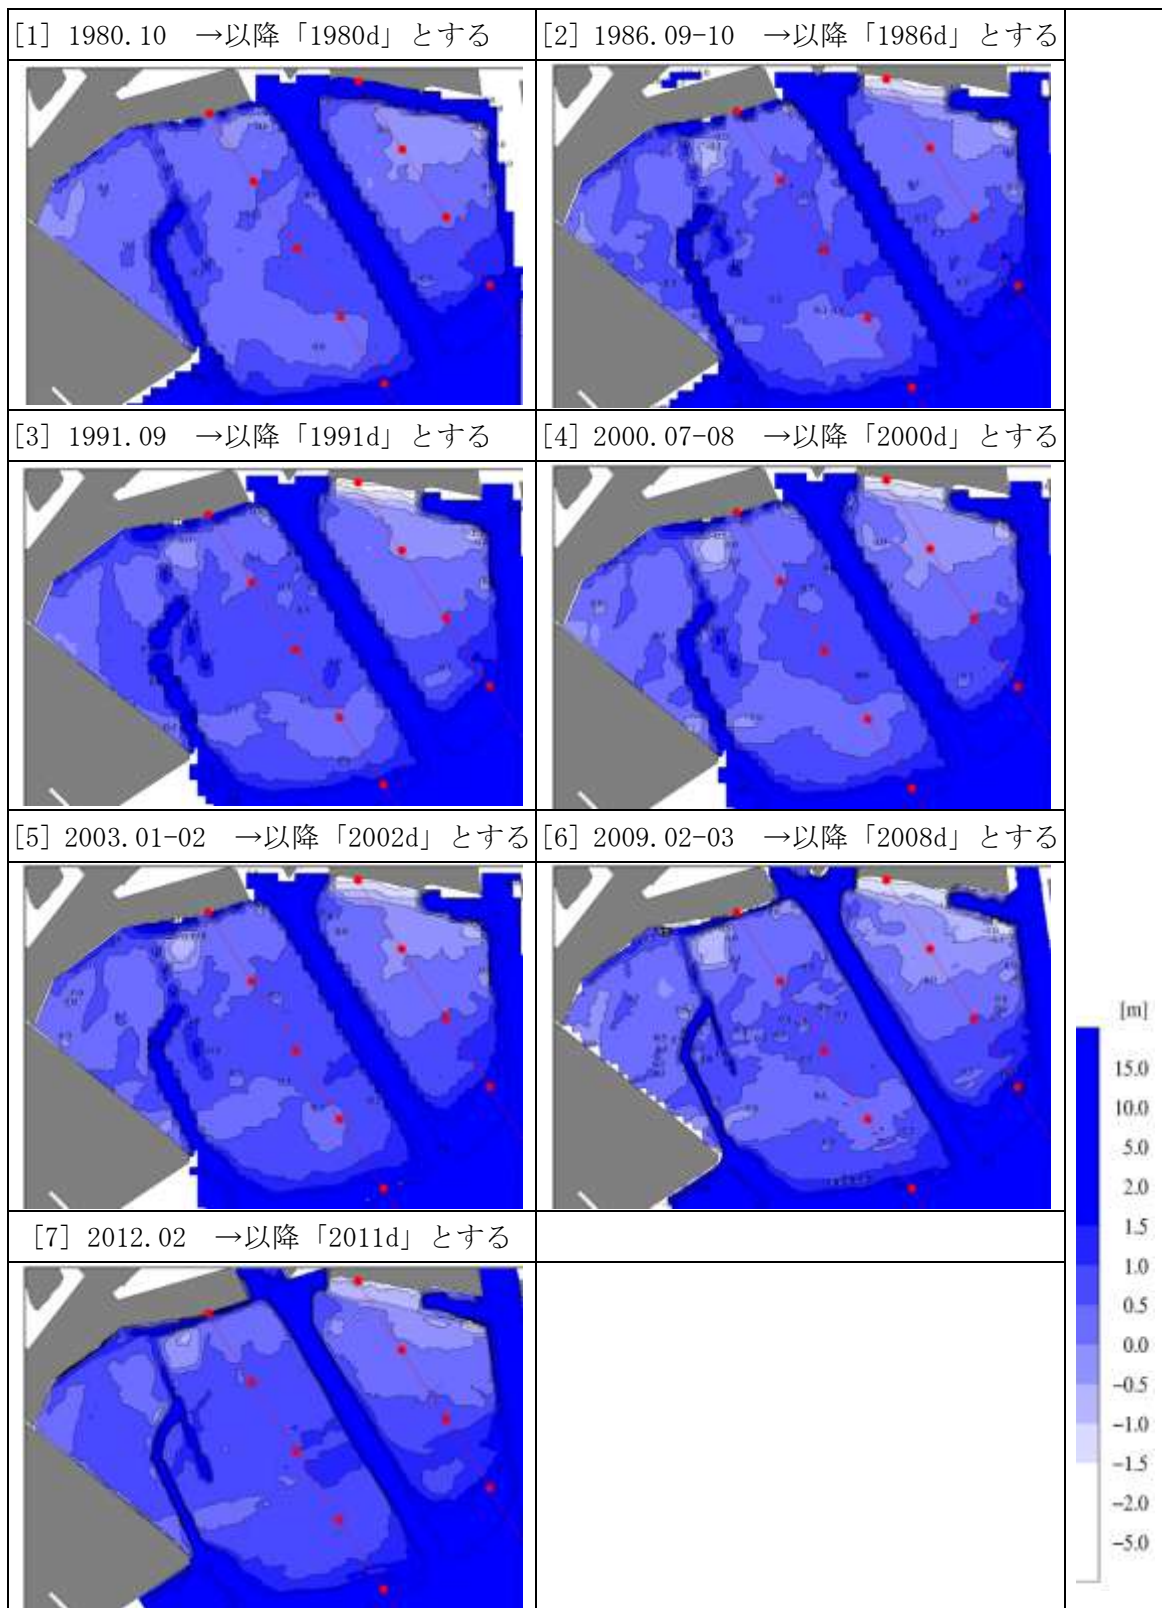 [1] 1980.10　→以降「1980d」とする
[2] 1986.09-10　→以降「1986d」とする
[3] 1991.09　→以降「1991d」とする
[4] 2000.07-08　→以降「2000d」とする
[5] 2003.01-02　→以降「2002d」とする
[6] 2009.02-03　→以降「2008d」とする
[7] 2012.02　→以降「2011d」とする
[m]
15.0
10.0
5.0
2.0
1.5
1.0
0.5
0.0
-0.5
-1.0
-1.5
-2.0
-5.0